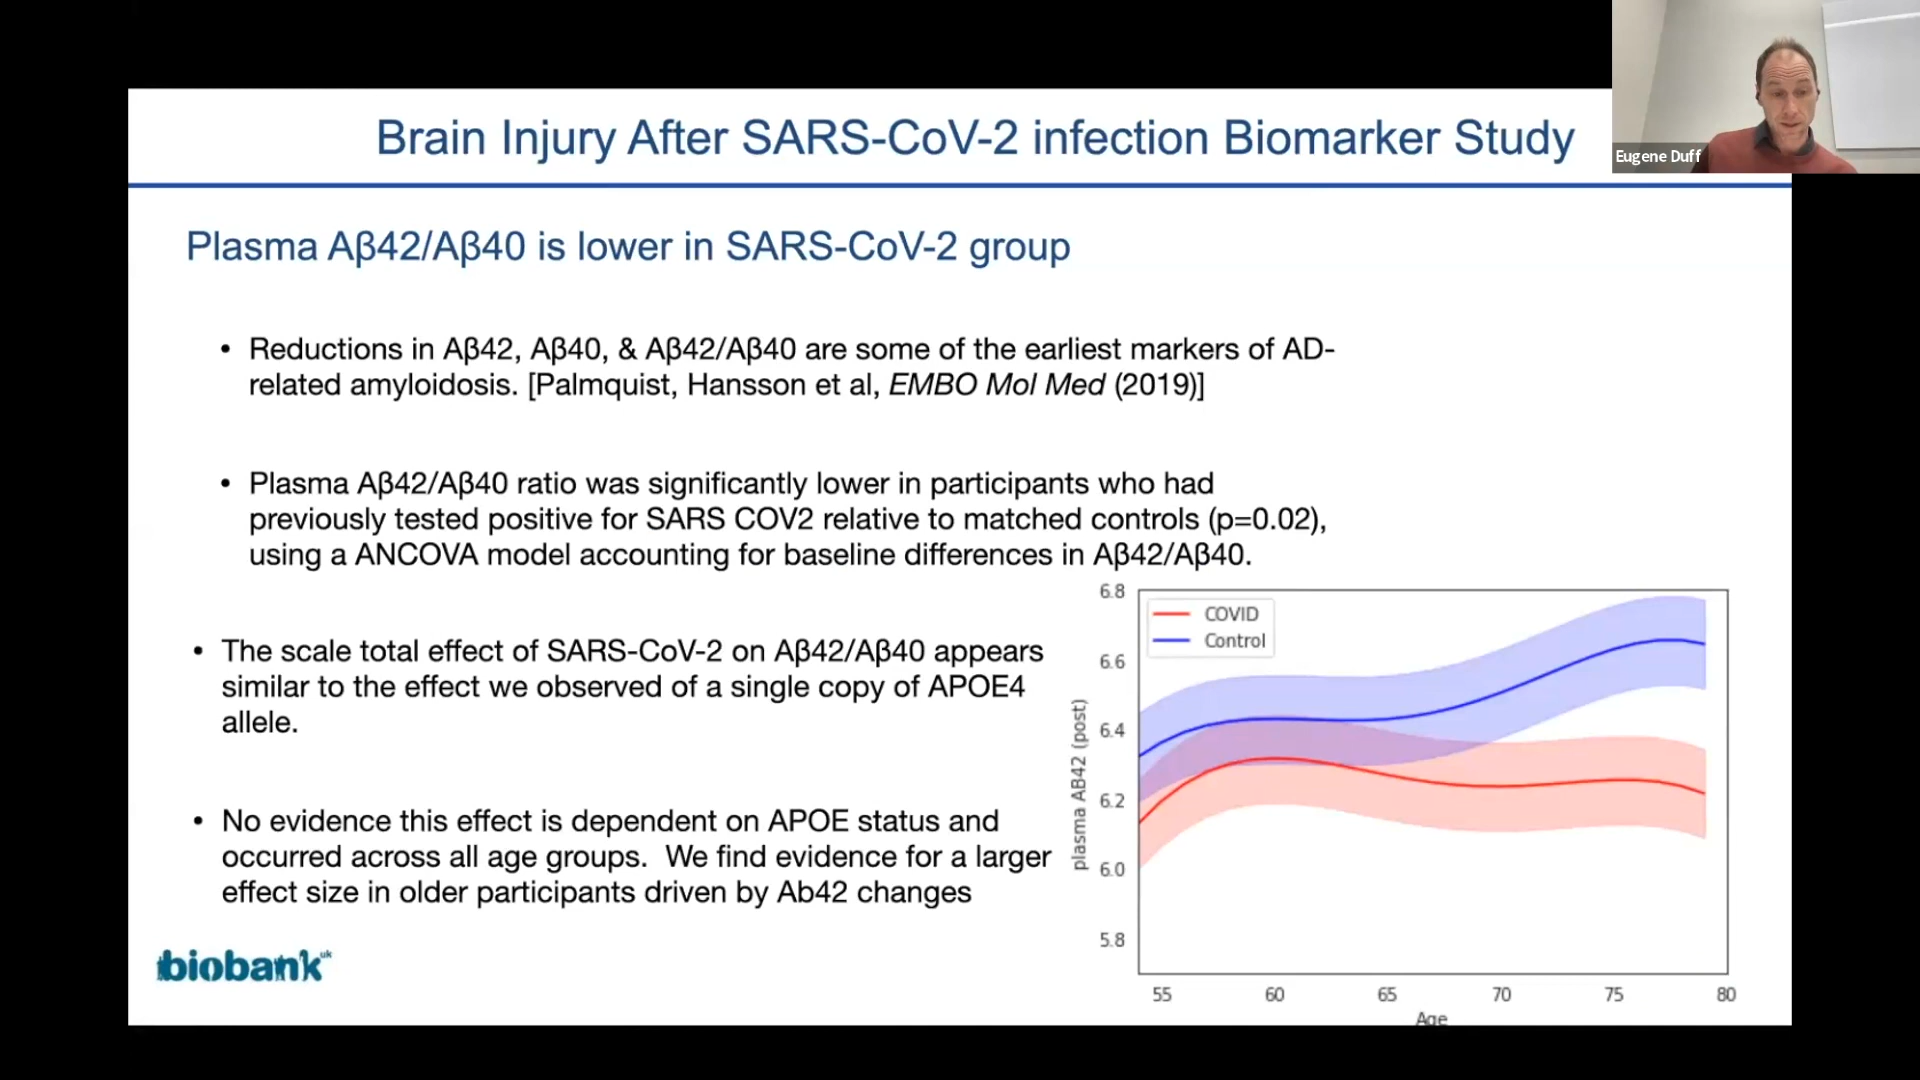 Brain Injury After SARS-CoV-2 infection Biomarker Study
Eugene Duff
Plasma Aβ42/Aβ40 is lower in SARS-CoV-2 group
• Reductions in Aβ42, Aβ40, & Aβ42/Aβ40 are some of the earliest markers of AD-
related amyloidosis. [Palmquist, Hansson et al, EMBO Mol Med (2019)]
• Plasma Aβ42/Aβ40 ratio was significantly lower in participants who had
previously tested positive for SARS COV2 relative to matched controls (p=0.02),
using a ANCOVA model accounting for baseline differences in Aβ42/Aβ40.
• The scale total effect of SARS-CoV-2 on Aβ42/Aβ40 appears
similar to the effect we observed of a single copy of APOE4
allele.
• No evidence this effect is dependent on APOE status and
occurred across all age groups.  We find evidence for a larger
effect size in older participants driven by Ab42 changes
biobank uk
COVID
Control
plasma AB42 (post)
6.8
6.6
6.4
6.2
6.0
5.8
55 60 65 70 75 80
Age